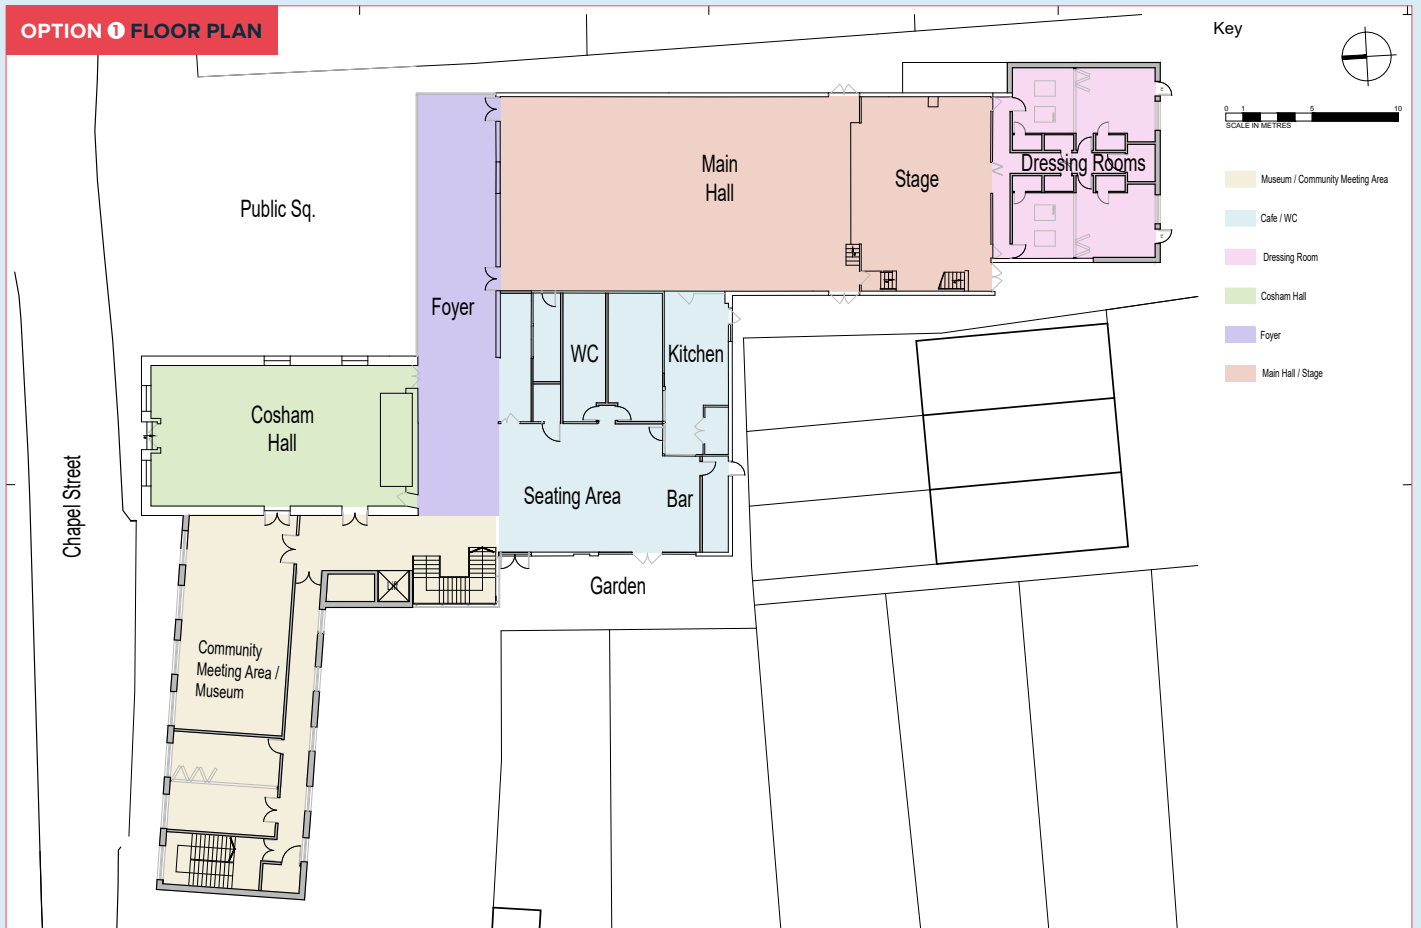 OPTION 1 FLOOR PLAN
Key
0 1 5 10
SCALE IN METRES
Museum / Community Meeting Area
Cafe / WC
Dressing Room
Cosham Hall
Foyer
Main Hall / Stage
Public Sq.
Main
Hall
Stage
Dressing Rooms
Foyer
WC
Kitchen
Cosham
Hall
Seating Area
Bar
Chapel Street
Garden
Lift
Community
Meeting Area /
Museum